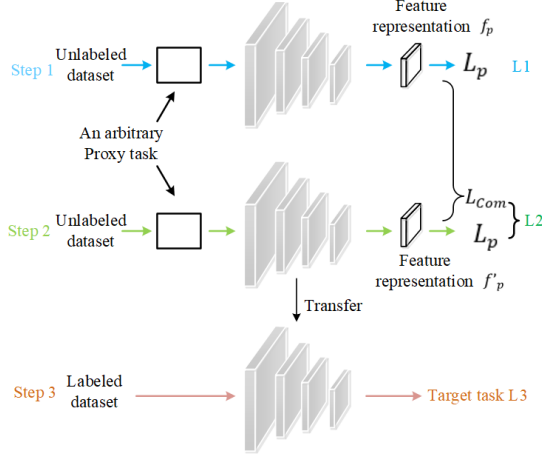 Feature
representation f_p
Step 1
Unlabeled
dataset
L_p
L1
An arbitrary
Proxy task
L_Com
Step 2
Unlabeled
dataset
L_p
L2
Feature
representation f'_p
Transfer
Step 3
Labeled
dataset
Target task L3